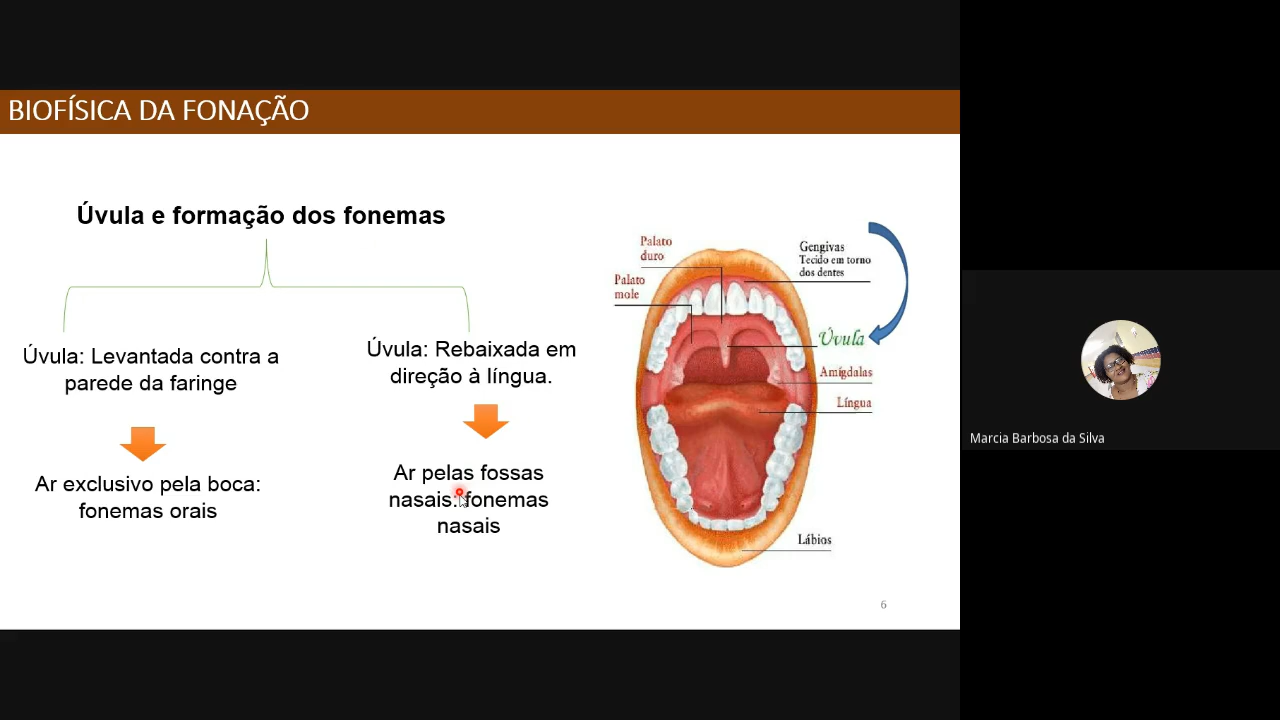 BIOFÍSICA DA FONAÇÃO
Úvula e formação dos fonemas
Úvula: Levantada contra a
parede da faringe
Ar exclusivo pela boca:
fonemas orais
Úvula: Rebaixada em
direção à língua.
Ar pelas fossas
nasais: fonemas
nasais
Palato
duro
Palato
mole
Gengivas
Tecido em torno
dos dentes
Úvula
Amígdalas
Língua
Lábios
6
Marcia Barbosa da Silva